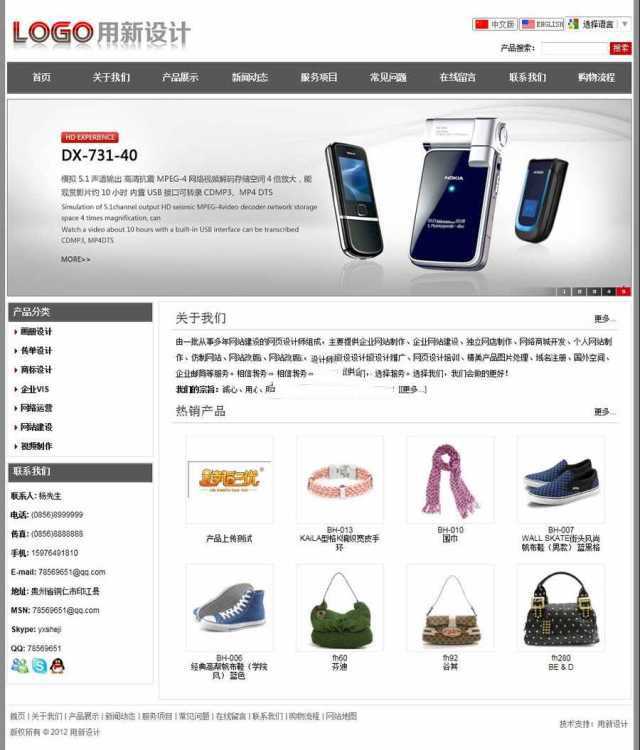 LOGO用新设计
中文版 ENGLISH 选择语言
产品搜索: 搜索
首页 关于我们 产品展示 新闻动态 服务项目 常见问题 在线留言 联系我们 购物流程
HD EXPERIENCE
DX-731-40
模拟 5.1 声道输出 高清抗震 MPEG-4 网络视频解码存储空间 4 倍放大，能
观赏影片约 10 小时 内置 USB 接口可转录 CDMP3、MP4 DTS
Simulation of 5.1channel output HD seismic MPEG-4video decoder network storage
space 4 times magnification, can
Watch a video about 10 hours with a built-in USB interface can be transcribed
CDMP3, MP4DTS
MORE>>
NOKIA
产品分类
画册设计
传单设计
商标设计
企业VIS
网络运营
网站建设
视频制作
联系我们
联系人: 杨先生
电话: (0856)8999999
传真: (0856)8888888
手机: 15976491810
E-mail: 78569651@qq.com
地址: 贵州省铜仁市印江县
MSN: 78569651@qq.com
Skype: yxsheji
QQ: 78569651
关于我们 更多...
由一批从事多年网站建设的网页设计师组成，主要提供企业网站制作、企业网站建设、独立网店制作、网络商城开发、个人网站制
作、仿制网站、网站改版、网站改版、 网页设计培训、精美产品图片处理、域名注册、国外空间、
企业邮局等服务。相信我务。相信我务。 选择服务。选择我们，我们会做的更好！
我们的宗旨：诚心、用心、 [更多...]
热销产品 更多...
产品上传测试
BH-013
KAiLA型格K编织宽皮手
环
BH-010
围巾
BH-007
WALL SKATE街头风尚
帆布鞋（男款） 蓝黑格
BH-006
经典高帮帆布鞋（学院
风） 蓝色
fh60
芬迪
fh92
谷其
fh280
BE & D
首页 | 关于我们 | 产品展示 | 新闻动态 | 服务项目 | 常见问题 | 在线留言 | 联系我们 | 购物流程 | 网站地图
版权所有 © 2012 用新设计
技术支持：用新设计